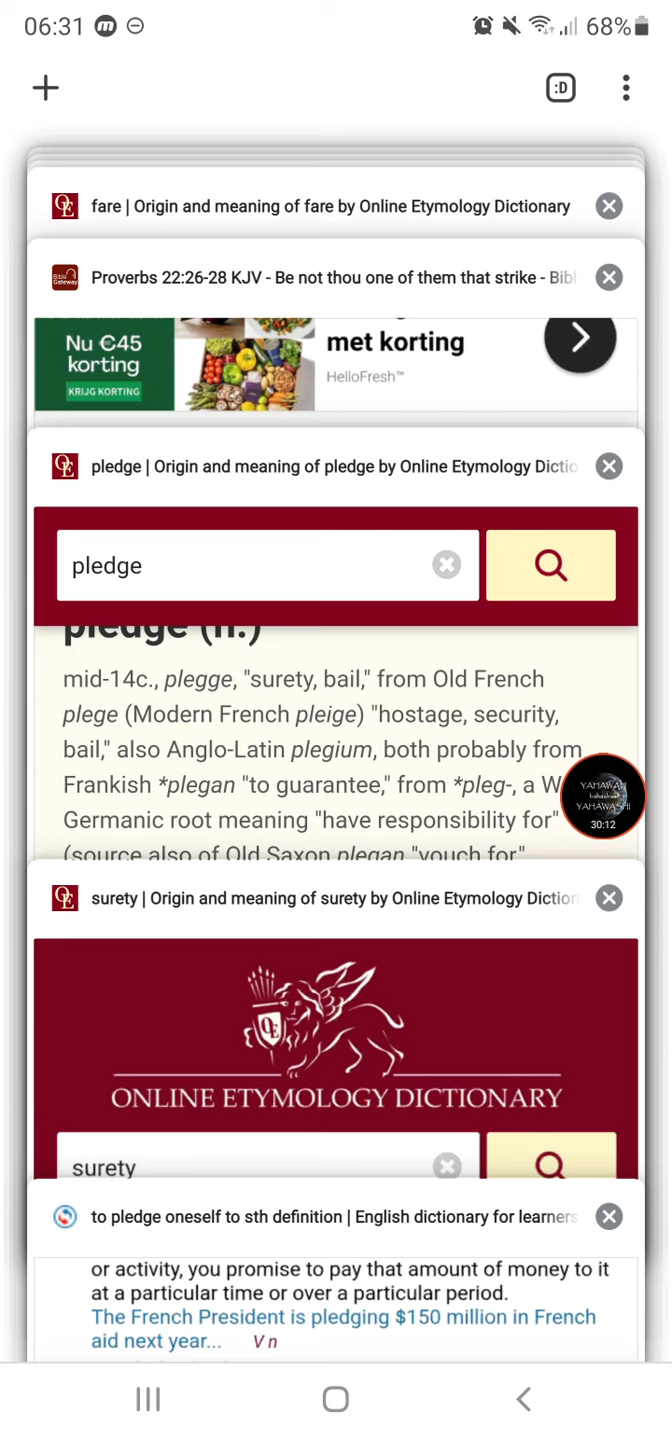 06:31
68%
:D
fare | Origin and meaning of fare by Online Etymology Dictionary
Proverbs 22:26-28 KJV - Be not thou one of them that strike - Bibl
Nu €45
korting
KRIJG KORTING
met korting
HelloFresh™
pledge | Origin and meaning of pledge by Online Etymology Dictio
pledge
pledge (n.)
mid-14c., plegge, "surety, bail," from Old French
plege (Modern French pleige) "hostage, security,
bail," also Anglo-Latin plegium, both probably from
Frankish *plegan "to guarantee," from *pleg-, a W
Germanic root meaning "have responsibility for"
(source also of Old Saxon plegan "vouch for"
YAHAWAH
YAHAWASHI
30:12
surety | Origin and meaning of surety by Online Etymology Diction
OE
ONLINE ETYMOLOGY DICTIONARY
surety
to pledge oneself to sth definition | English dictionary for learners
or activity, you promise to pay that amount of money to it
at a particular time or over a particular period.
The French President is pledging $150 million in French
aid next year... V n